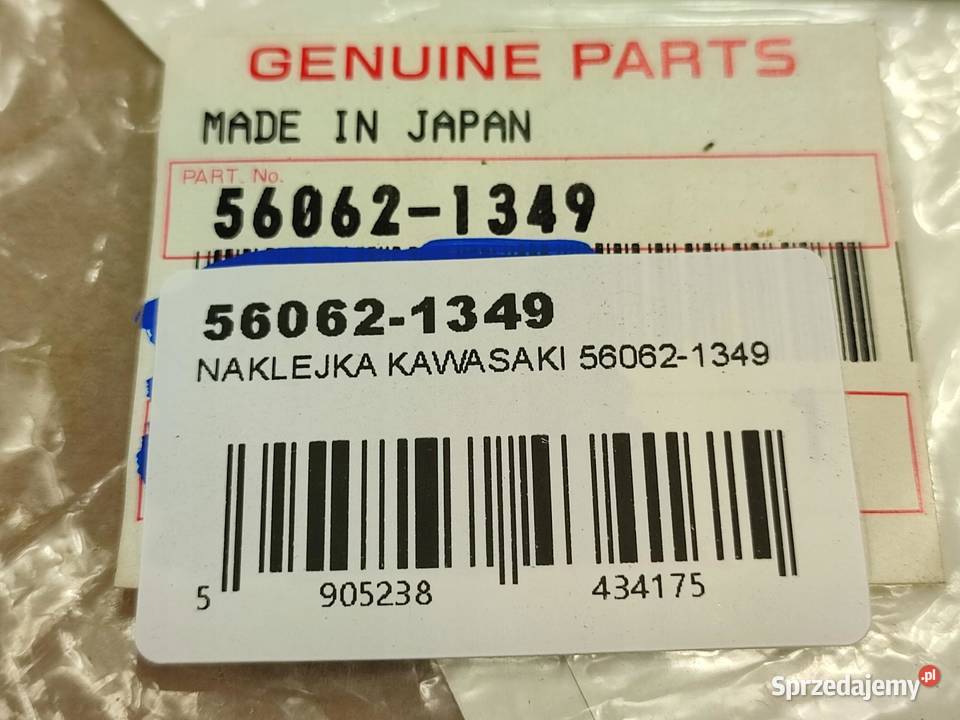 GENUINE PARTS
MADE IN JAPAN
PART. No.
56062-1349
56062-1349
NAKLEJKA KAWASAKI 56062-1349
5 905238 434175
Sprzedajemy.pl